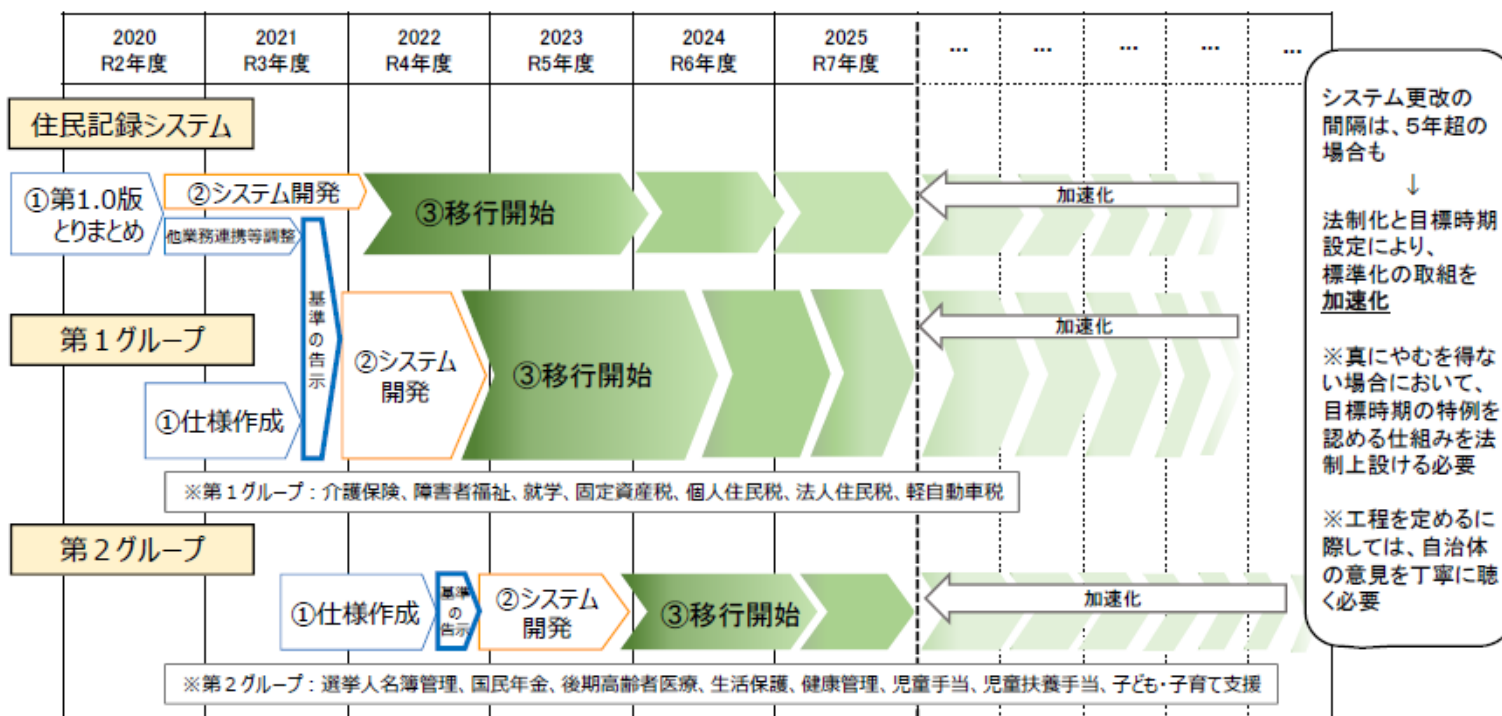 2020
R2年度
2021
R3年度
2022
R4年度
2023
R5年度
2024
R6年度
2025
R7年度
...
...
...
...
...
住民記録システム
①第1.0版
とりまとめ
②システム開発
他業務連携等調整
③移行開始
加速化
基準の告示
第1グループ
①仕様作成
②システム
開発
③移行開始
加速化
※第1グループ:介護保険、障害者福祉、就学、固定資産税、個人住民税、法人住民税、軽自動車税
第2グループ
①仕様作成
基準
の
告示
②システム
開発
③移行開始
加速化
※第2グループ:選挙人名簿管理、国民年金、後期高齢者医療、生活保護、健康管理、児童手当、児童扶養手当、子ども・子育て支援
システム更改の
間隔は、5年超の
場合も
↓
法制化と目標時期
設定により、
標準化の取組を
加速化
※真にやむを得な
い場合において、
目標時期の特例を
認める仕組みを法
制上設ける必要
※工程を定めるに
際しては、自治体
の意見を丁寧に聴
く必要